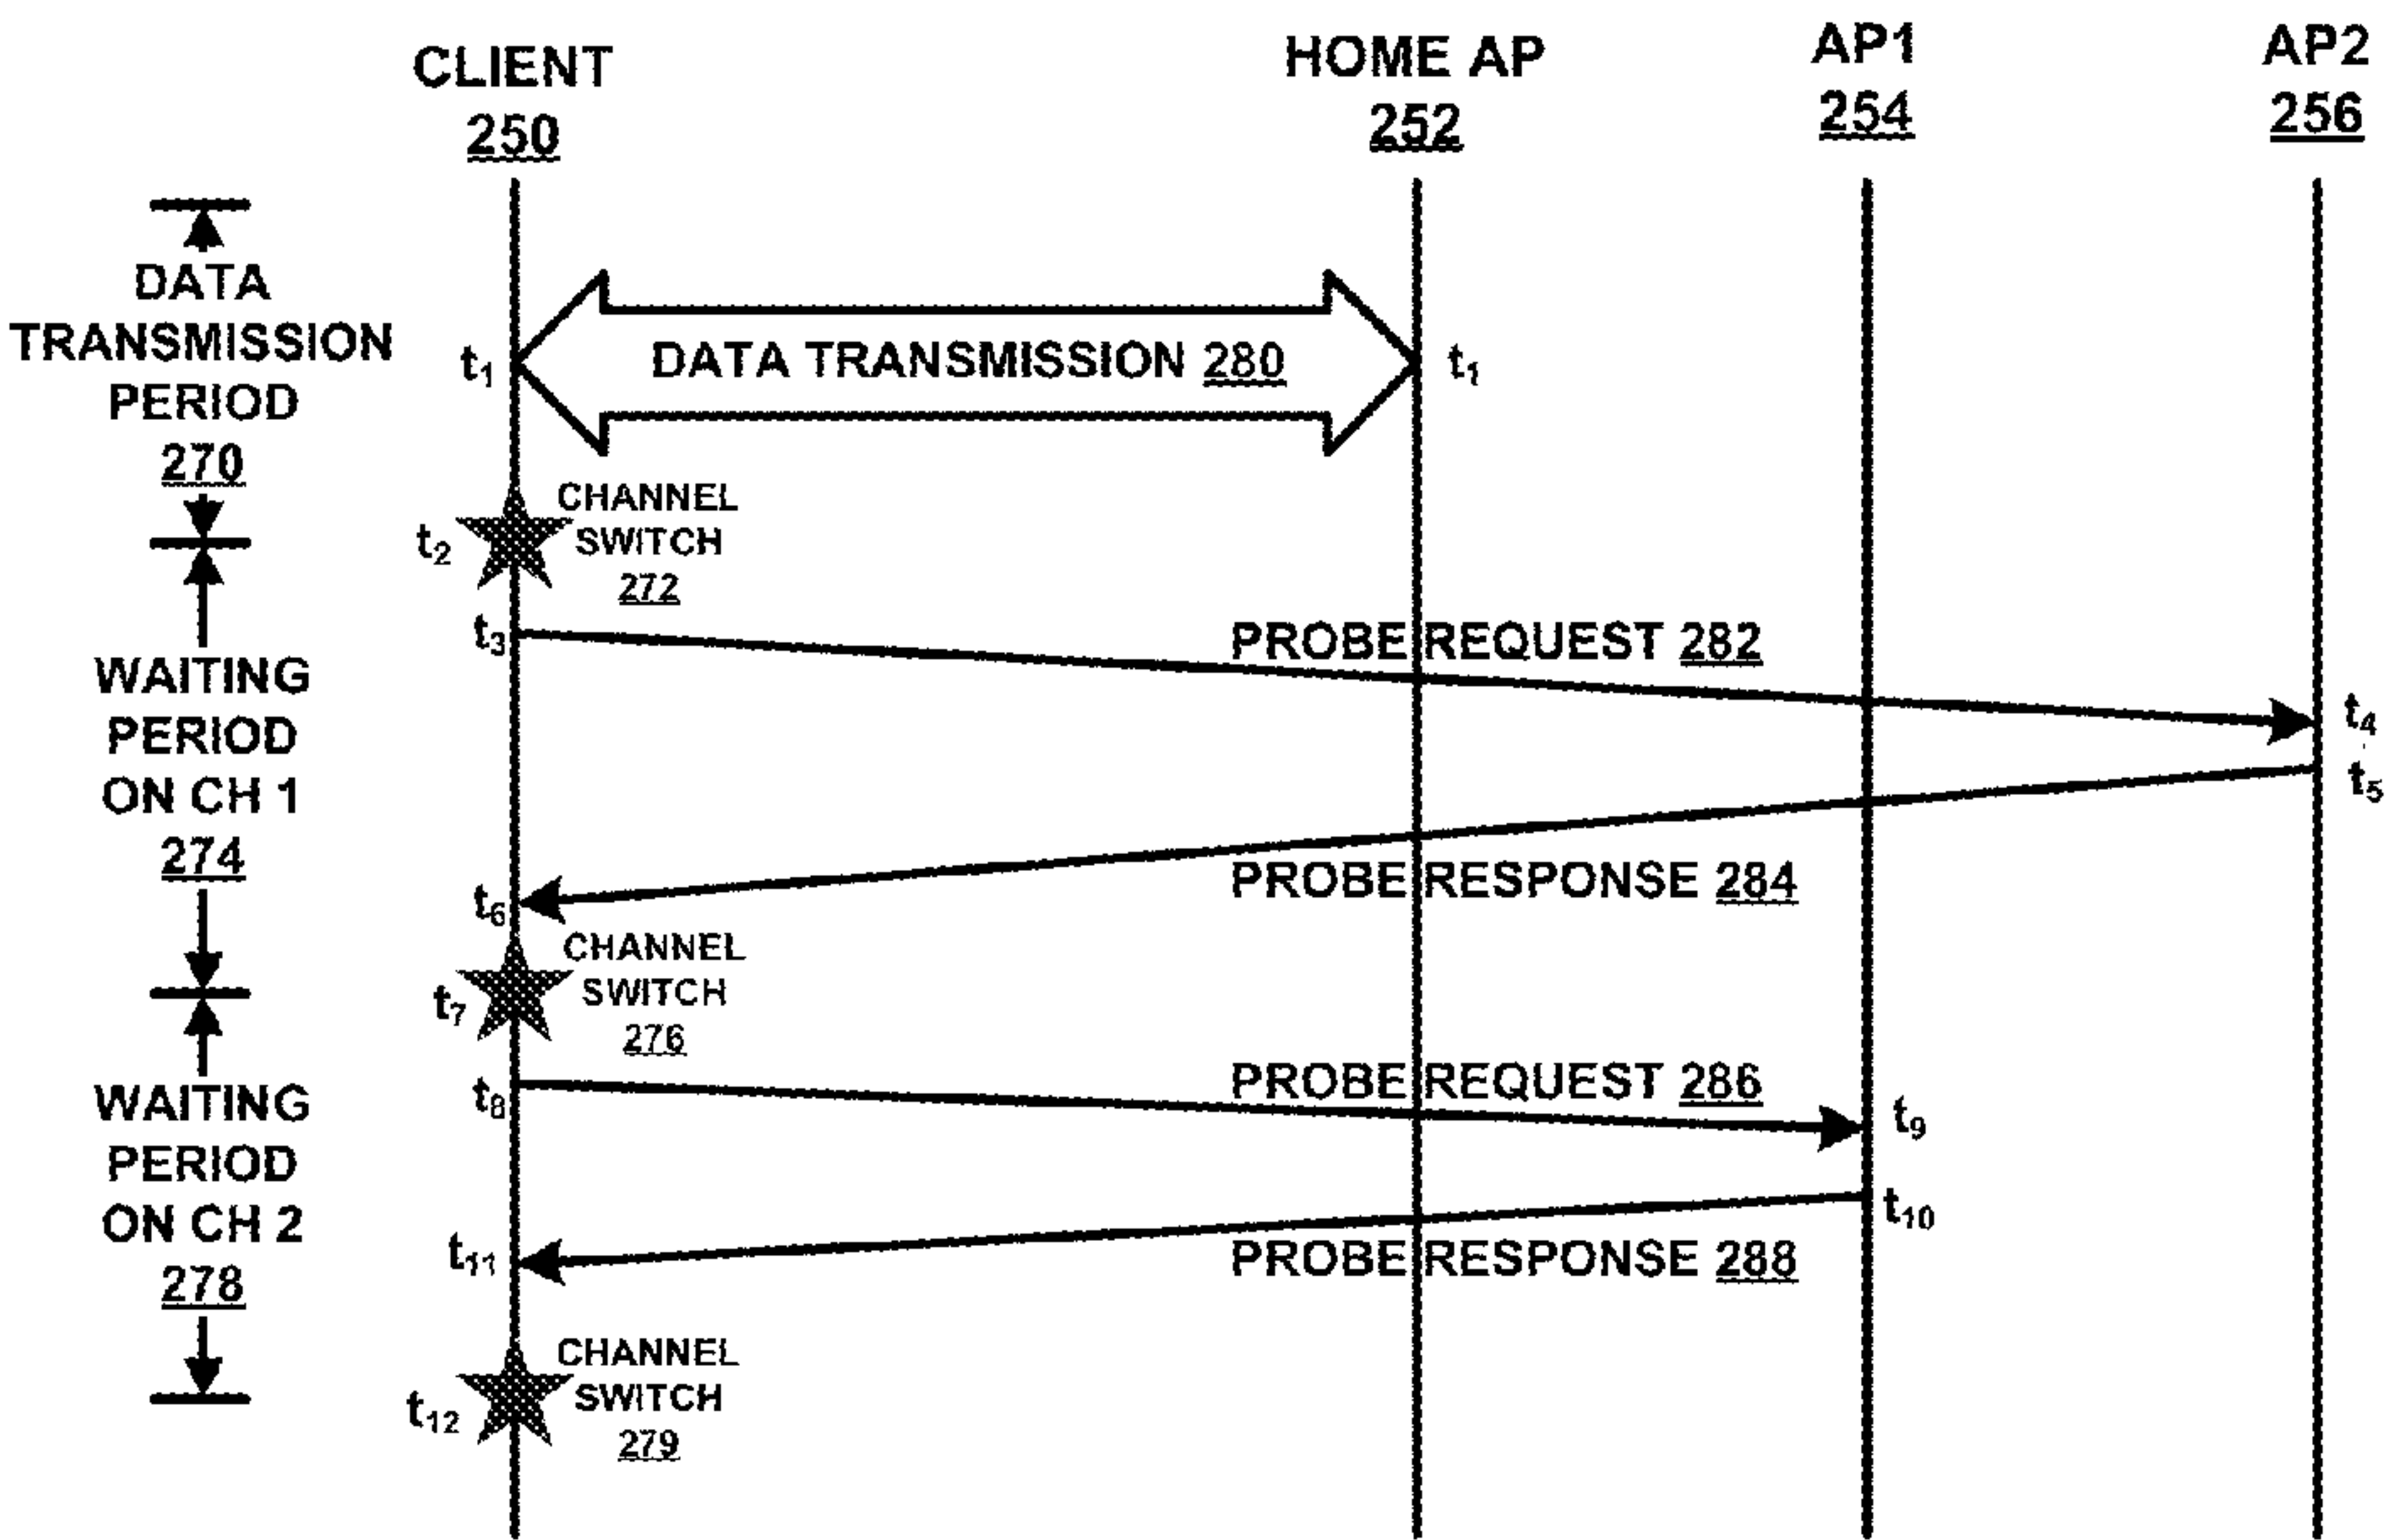 CLIENT
250
HOME AP
252
AP1
254
AP2
256
DATA
TRANSMISSION
PERIOD
270
t1
DATA TRANSMISSION 280
t1
t2
CHANNEL
SWITCH
272
t3
PROBE REQUEST 282
t4
WAITING
PERIOD
ON CH 1
274
t5
t6
PROBE RESPONSE 284
t7
CHANNEL
SWITCH
276
t8
PROBE REQUEST 286
t9
WAITING
PERIOD
ON CH 2
278
t10
t11
PROBE RESPONSE 288
t12
CHANNEL
SWITCH
279